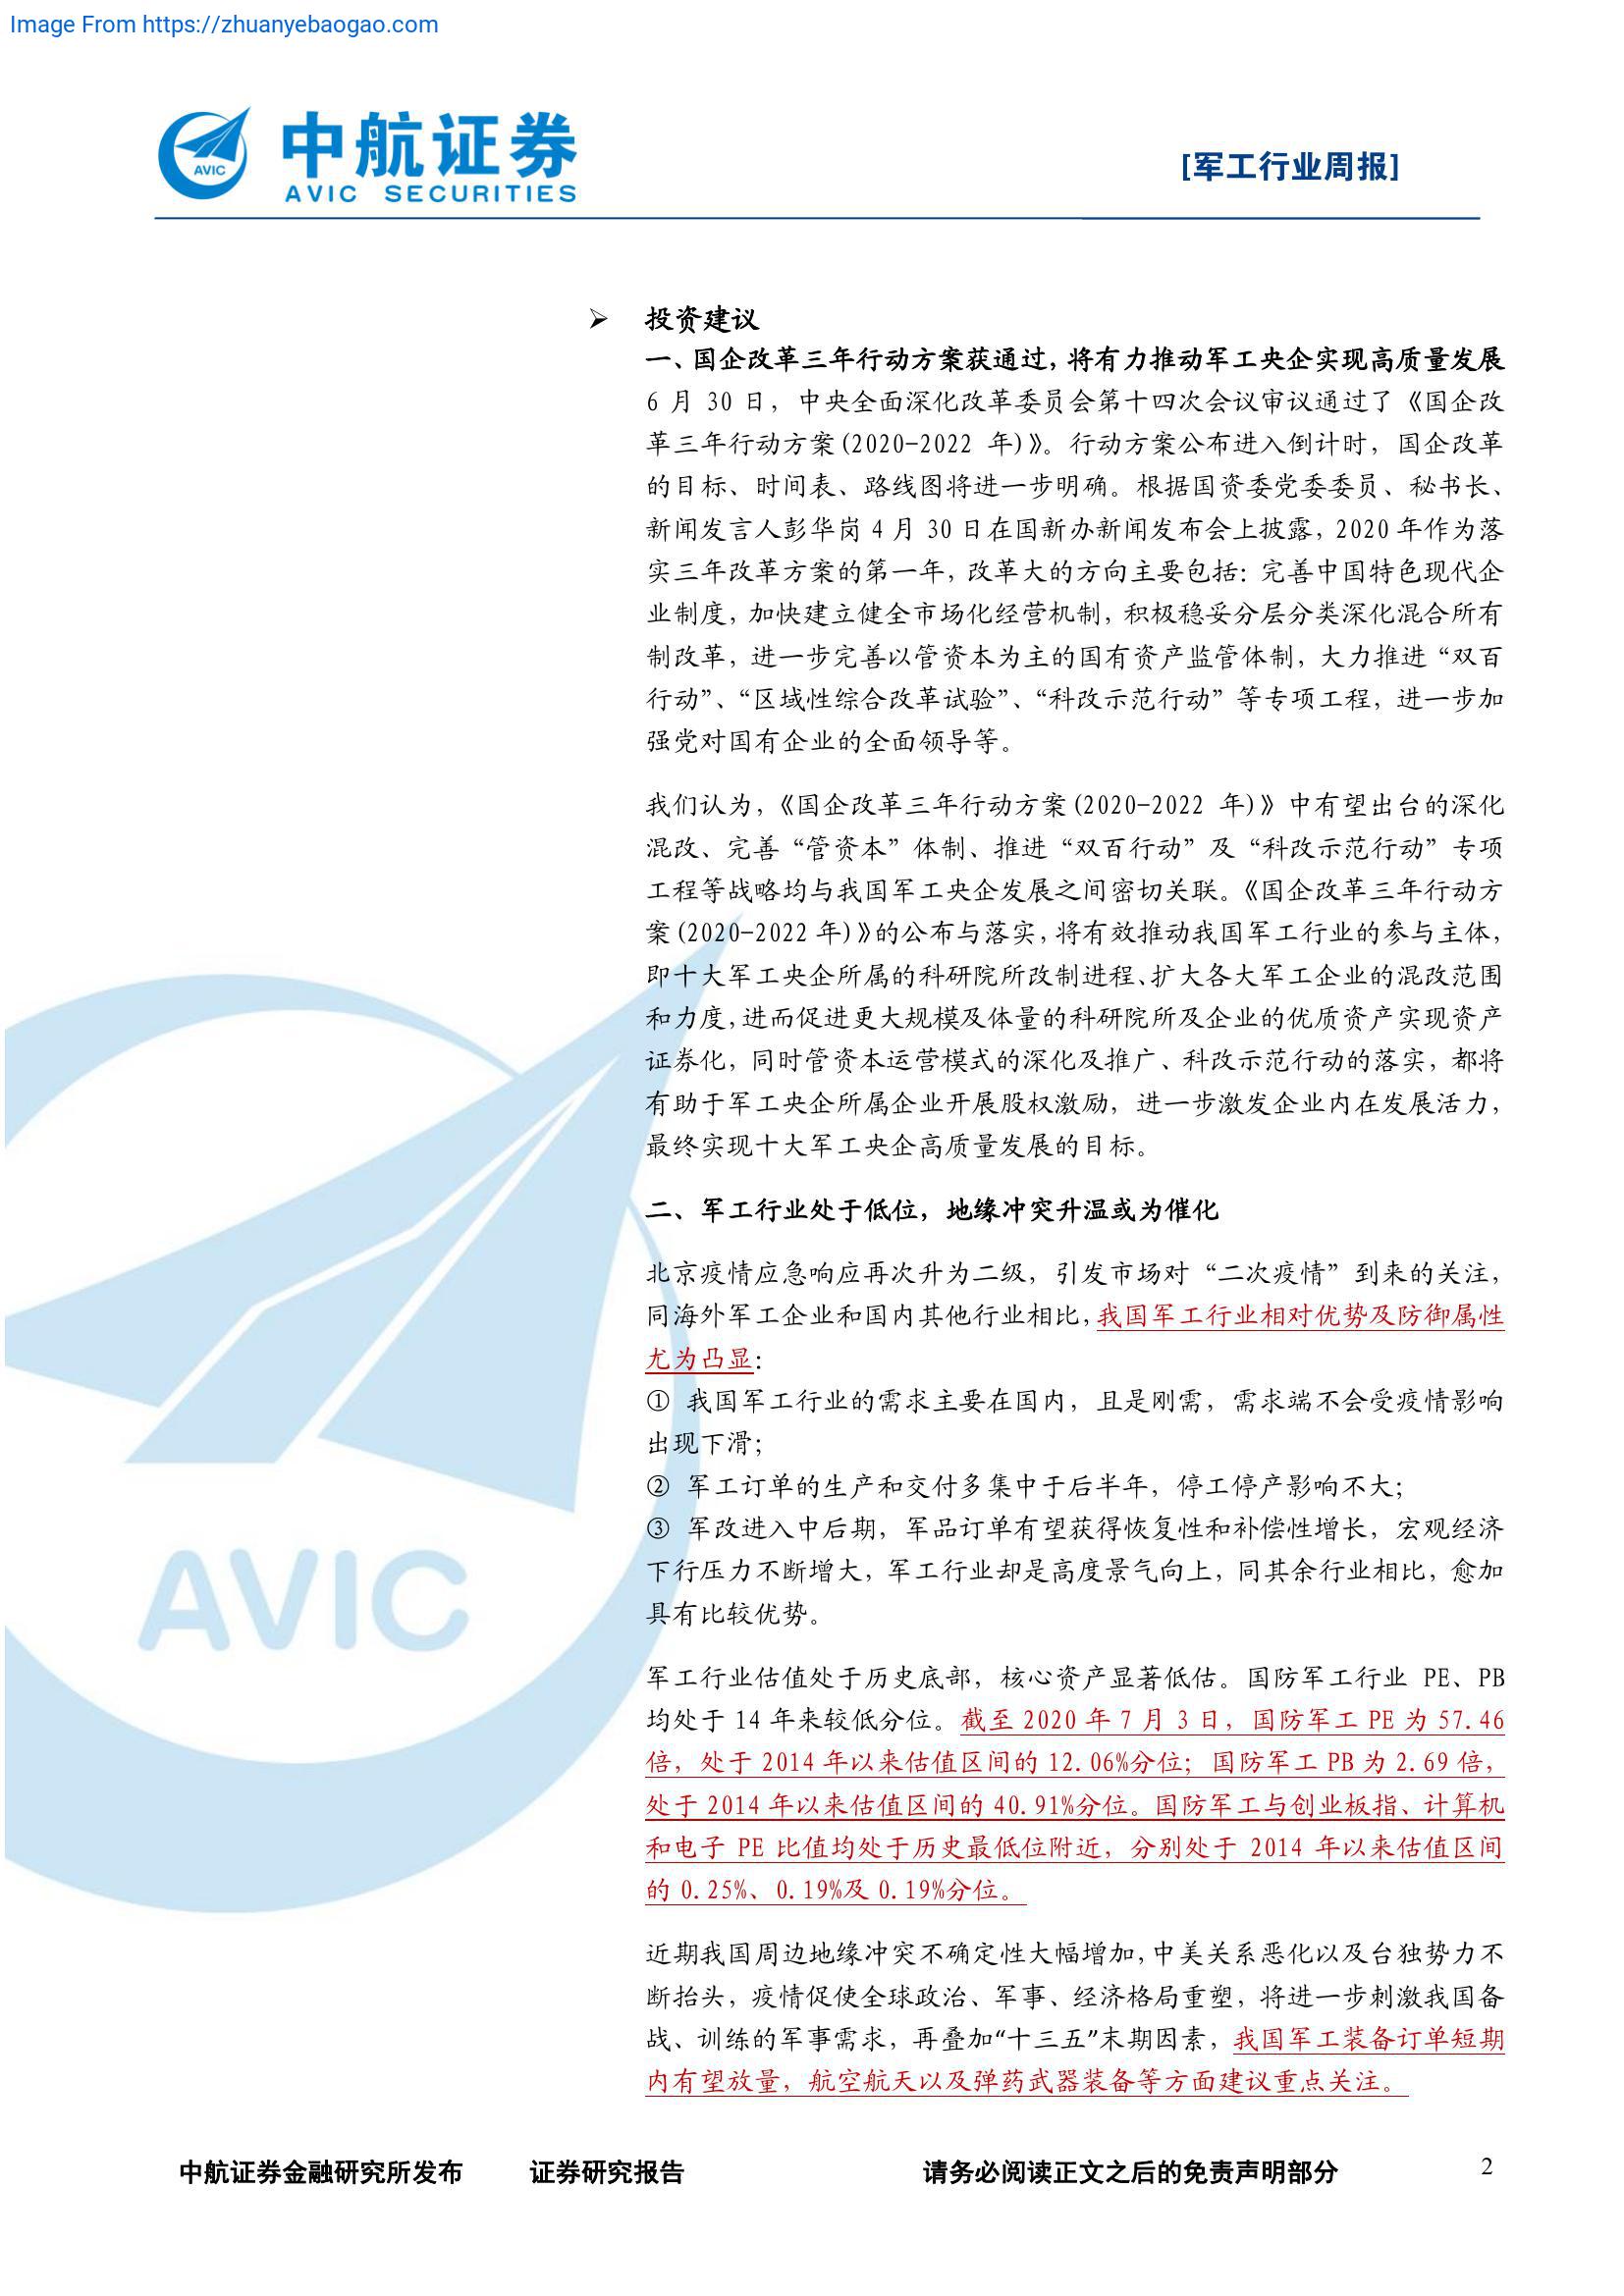 Image From https://zhuanyebaogao.com
AVIC
中航证券
AVIC SECURITIES
[军工行业周报]
➢ 投资建议
一、国企改革三年行动方案获通过，将有力推动军工央企实现高质量发展
6 月 30 日，中央全面深化改革委员会第十四次会议审议通过了《国企改
革三年行动方案(2020-2022 年)》。行动方案公布进入倒计时，国企改革
的目标、时间表、路线图将进一步明确。根据国资委党委委员、秘书长、
新闻发言人彭华岗 4 月 30 日在国新办新闻发布会上披露，2020 年作为落
实三年改革方案的第一年，改革大的方向主要包括：完善中国特色现代企
业制度，加快建立健全市场化经营机制，积极稳妥分层分类深化混合所有
制改革，进一步完善以管资本为主的国有资产监管体制，大力推进“双百
行动”、“区域性综合改革试验”、“科改示范行动”等专项工程，进一步加
强党对国有企业的全面领导等。
我们认为，《国企改革三年行动方案(2020-2022 年)》中有望出台的深化
混改、完善“管资本”体制、推进“双百行动”及“科改示范行动”专项
工程等战略均与我国军工央企发展之间密切关联。《国企改革三年行动方
案(2020-2022 年)》的公布与落实，将有效推动我国军工行业的参与主体，
即十大军工央企所属的科研院所改制进程、扩大各大军工企业的混改范围
和力度，进而促进更大规模及体量的科研院所及企业的优质资产实现资产
证券化，同时管资本运营模式的深化及推广、科改示范行动的落实，都将
有助于军工央企所属企业开展股权激励，进一步激发企业内在发展活力，
最终实现十大军工央企高质量发展的目标。
二、军工行业处于低位，地缘冲突升温或为催化
北京疫情应急响应再次升为二级，引发市场对“二次疫情”到来的关注，
同海外军工企业和国内其他行业相比，我国军工行业相对优势及防御属性
尤为凸显：
① 我国军工行业的需求主要在国内，且是刚需，需求端不会受疫情影响
出现下滑；
② 军工订单的生产和交付多集中于后半年，停工停产影响不大；
③ 军改进入中后期，军品订单有望获得恢复性和补偿性增长，宏观经济
下行压力不断增大，军工行业却是高度景气向上，同其余行业相比，愈加
具有比较优势。
军工行业估值处于历史底部，核心资产显著低估。国防军工行业 PE、PB
均处于 14 年来较低分位。截至 2020 年 7 月 3 日，国防军工 PE 为 57.46
倍，处于 2014 年以来估值区间的 12.06%分位；国防军工 PB 为 2.69 倍，
处于 2014 年以来估值区间的 40.91%分位。国防军工与创业板指、计算机
和电子 PE 比值均处于历史最低位附近，分别处于 2014 年以来估值区间
的 0.25%、0.19%及 0.19%分位。
近期我国周边地缘冲突不确定性大幅增加，中美关系恶化以及台独势力不
断抬头，疫情促使全球政治、军事、经济格局重塑，将进一步刺激我国备
战、训练的军事需求，再叠加“十三五”末期因素，我国军工装备订单短期
内有望放量，航空航天以及弹药武器装备等方面建议重点关注。
AVIC
中航证券金融研究所发布 证券研究报告 请务必阅读正文之后的免责声明部分 2